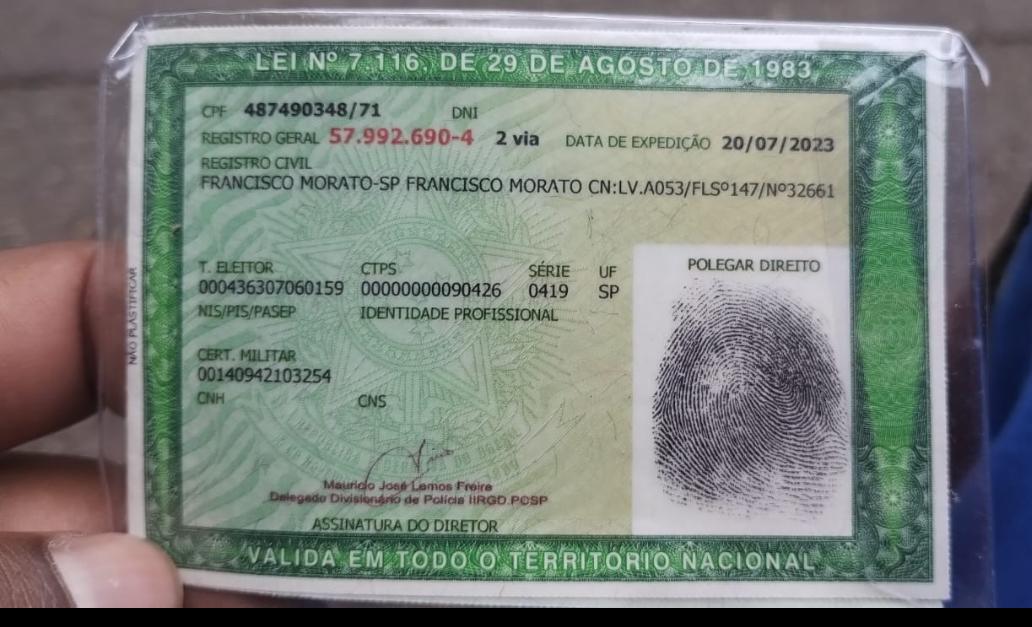 LEI Nº 7.116, DE 29 DE AGOSTO DE 1983
CPF 487490348/71 DNI
REGISTRO GERAL 57.992.690-4 2 via DATA DE EXPEDIÇÃO 20/07/2023
REGISTRO CIVIL
FRANCISCO MORATO-SP FRANCISCO MORATO CN:LV.A053/FLSº147/Nº32661
T. ELEITOR CTPS SÉRIE UF
000436307060159 00000000090426 0419 SP
NIS/PIS/PASEP IDENTIDADE PROFISSIONAL
CERT. MILITAR
00140942103254
CNH CNS
POLEGAR DIREITO
NÃO PLASTIFICAR
Mauricio José Lemos Freire
Delegado Divisionário de Polícia IIRGD.PCSP
ASSINATURA DO DIRETOR
VÁLIDA EM TODO O TERRITÓRIO NACIONAL